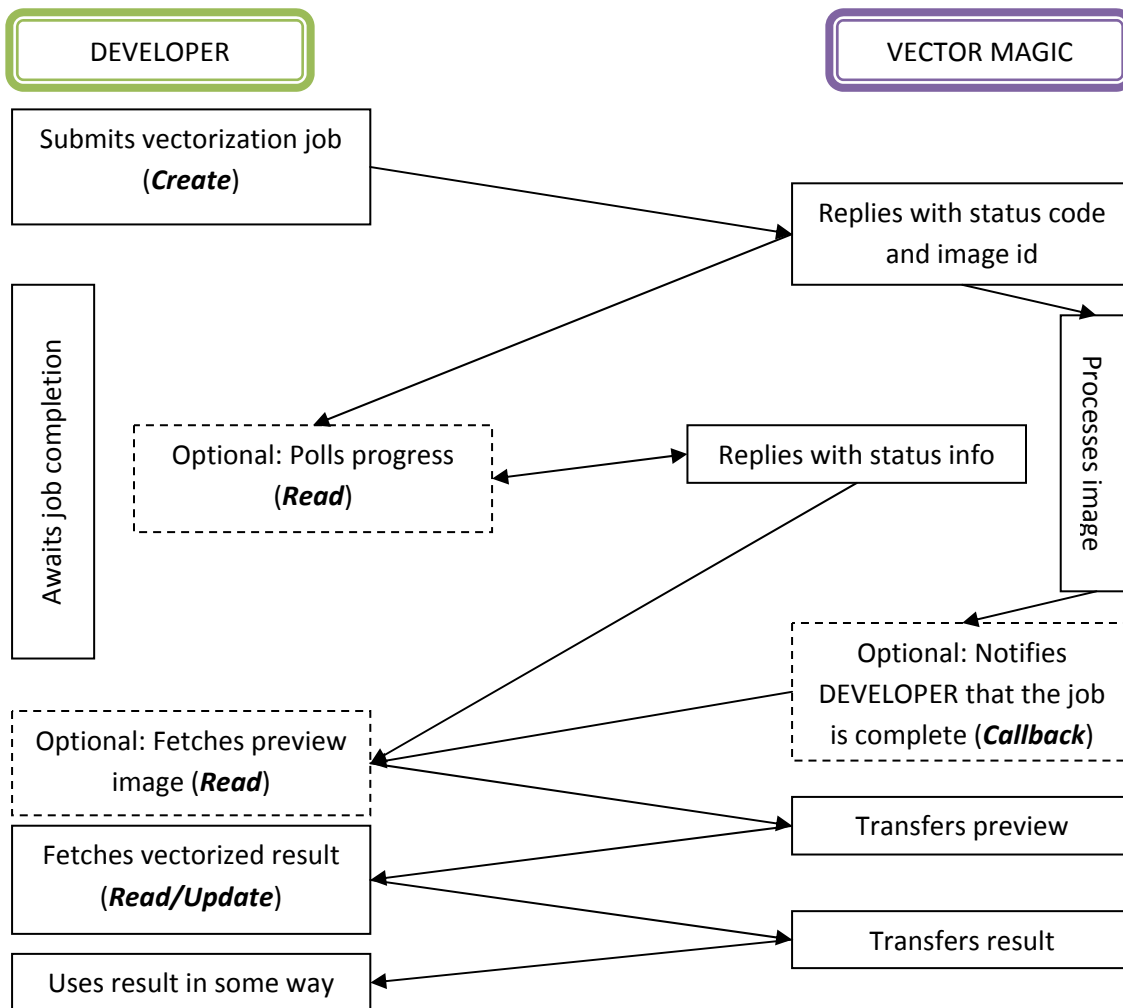 DEVELOPER
VECTOR MAGIC
Submits vectorization job
(Create)
Replies with status code
and image id
Awaits job completion
Processes image
Optional: Polls progress
(Read)
Replies with status info
Optional: Notifies
DEVELOPER that the job
is complete (Callback)
Optional: Fetches preview
image (Read)
Transfers preview
Fetches vectorized result
(Read/Update)
Transfers result
Uses result in some way